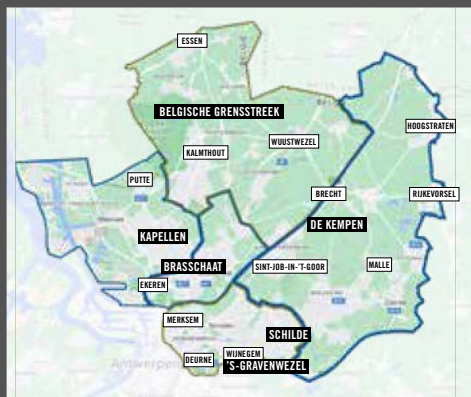 ESSEN
BELGISCHE GRENSSTREEK
HOOGSTRATEN
WUUSTWEZEL
KALMTHOUT
PUTTE
BRECHT
RIJKEVORSEL
DE KEMPEN
KAPELLEN
BRASSCHAAT
SINT-JOB-IN-'T-GOOR
MALLE
EKEREN
MERKSEM
SCHILDE
WIJNEGEM
DEURNE
'S-GRAVENWEZEL
Antwerpen